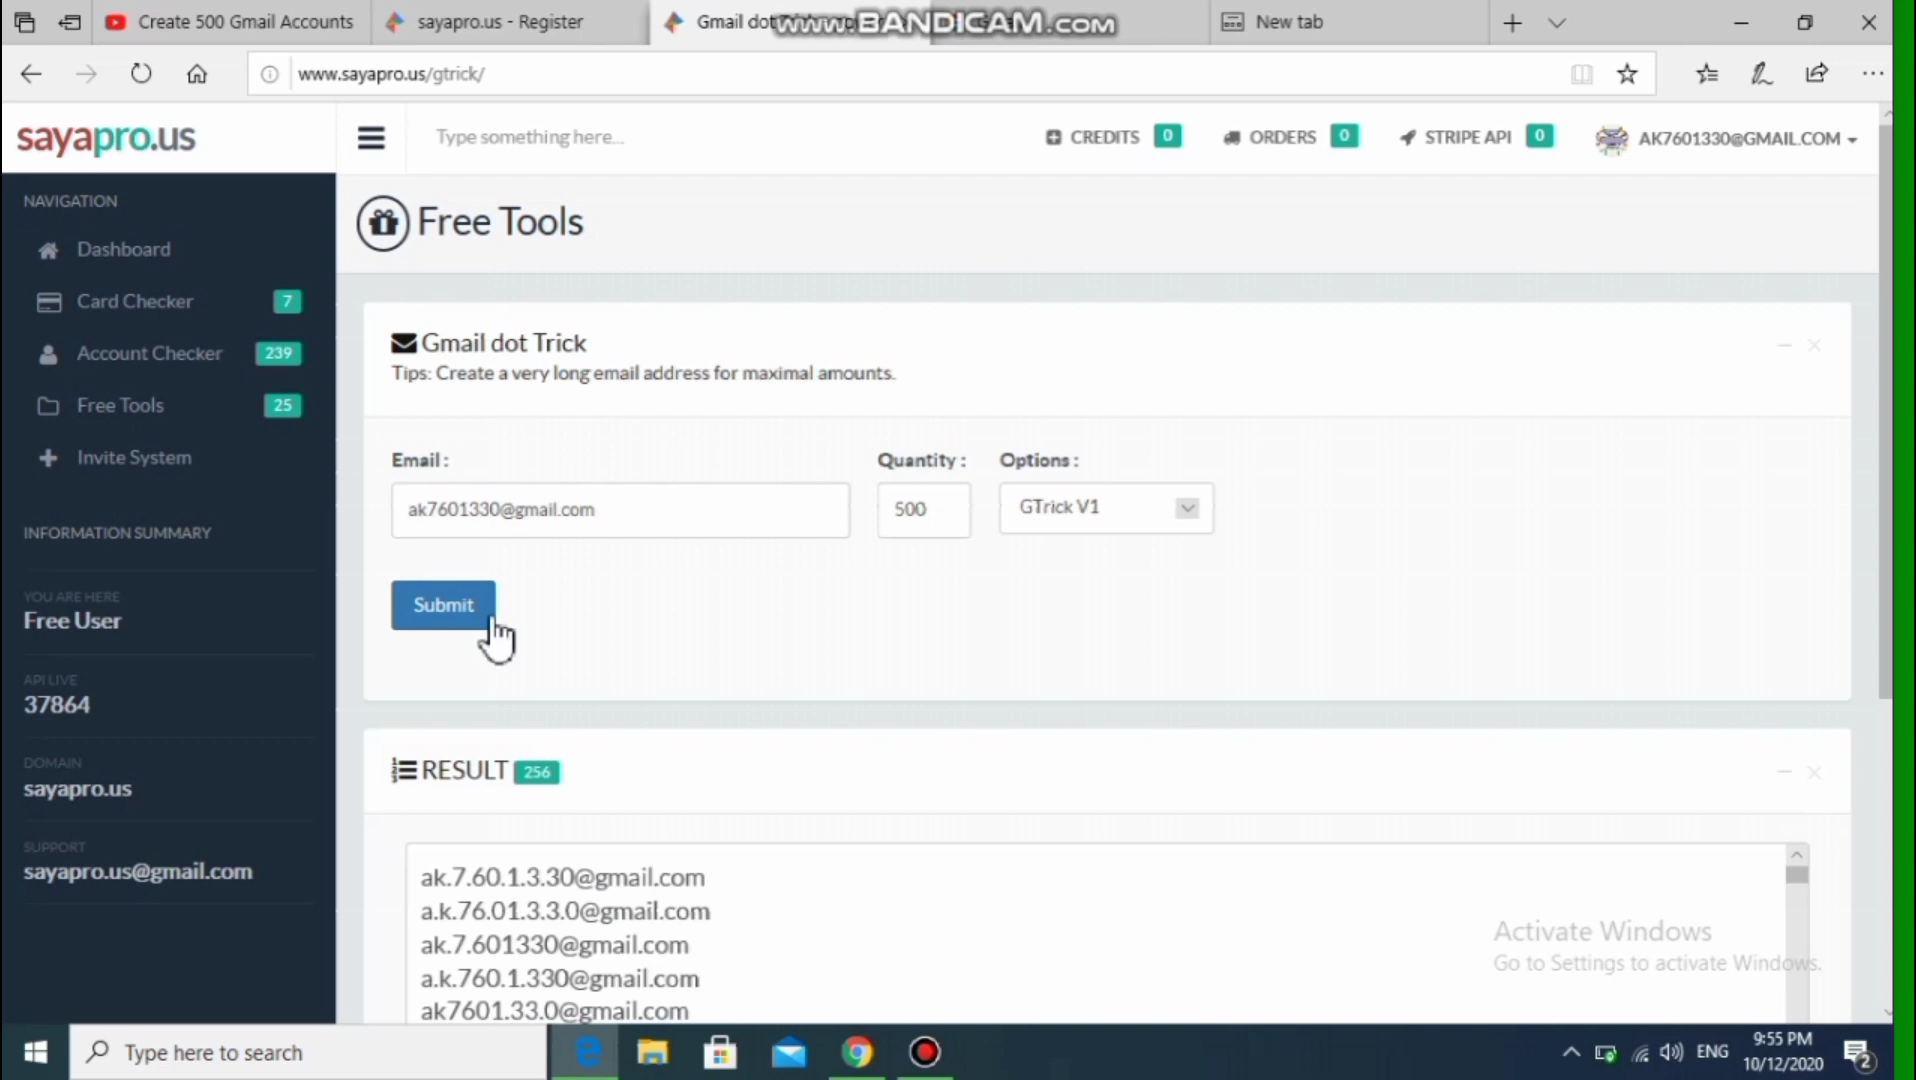 Create 500 Gmail Accounts
sayapro.us - Register
Gmail dot
www.BANDICAM.com
New tab
www.sayapro.us/gtrick/
sayapro.us
Type something here...
CREDITS 0
ORDERS 0
STRIPE API 0
AK7601330@GMAIL.COM
NAVIGATION
Dashboard
Card Checker 7
Account Checker 239
Free Tools 25
Invite System
INFORMATION SUMMARY
YOU ARE HERE
Free User
API LIVE
37864
DOMAIN
sayapro.us
SUPPORT
sayapro.us@gmail.com
Free Tools
Gmail dot Trick
Tips: Create a very long email address for maximal amounts.
Email : Quantity : Options :
ak7601330@gmail.com 500 GTrick V1
Submit
RESULT 256
ak.7.60.1.3.30@gmail.com
a.k.76.01.3.3.0@gmail.com
ak.7.601330@gmail.com
a.k.760.1.330@gmail.com
ak7601.33.0@gmail.com
Activate Windows
Go to Settings to activate Windows.
Type here to search
ENG
9:55 PM
10/12/2020
2